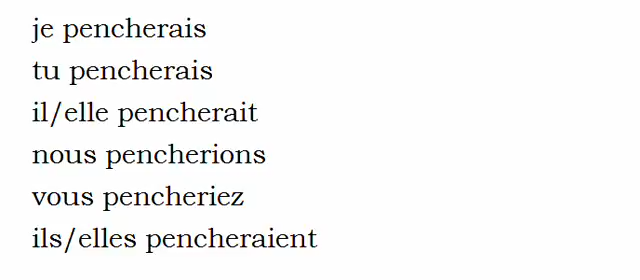 je pencherais
tu pencherais
il/elle pencherait
nous pencherions
vous pencheriez
ils/elles pencheraient